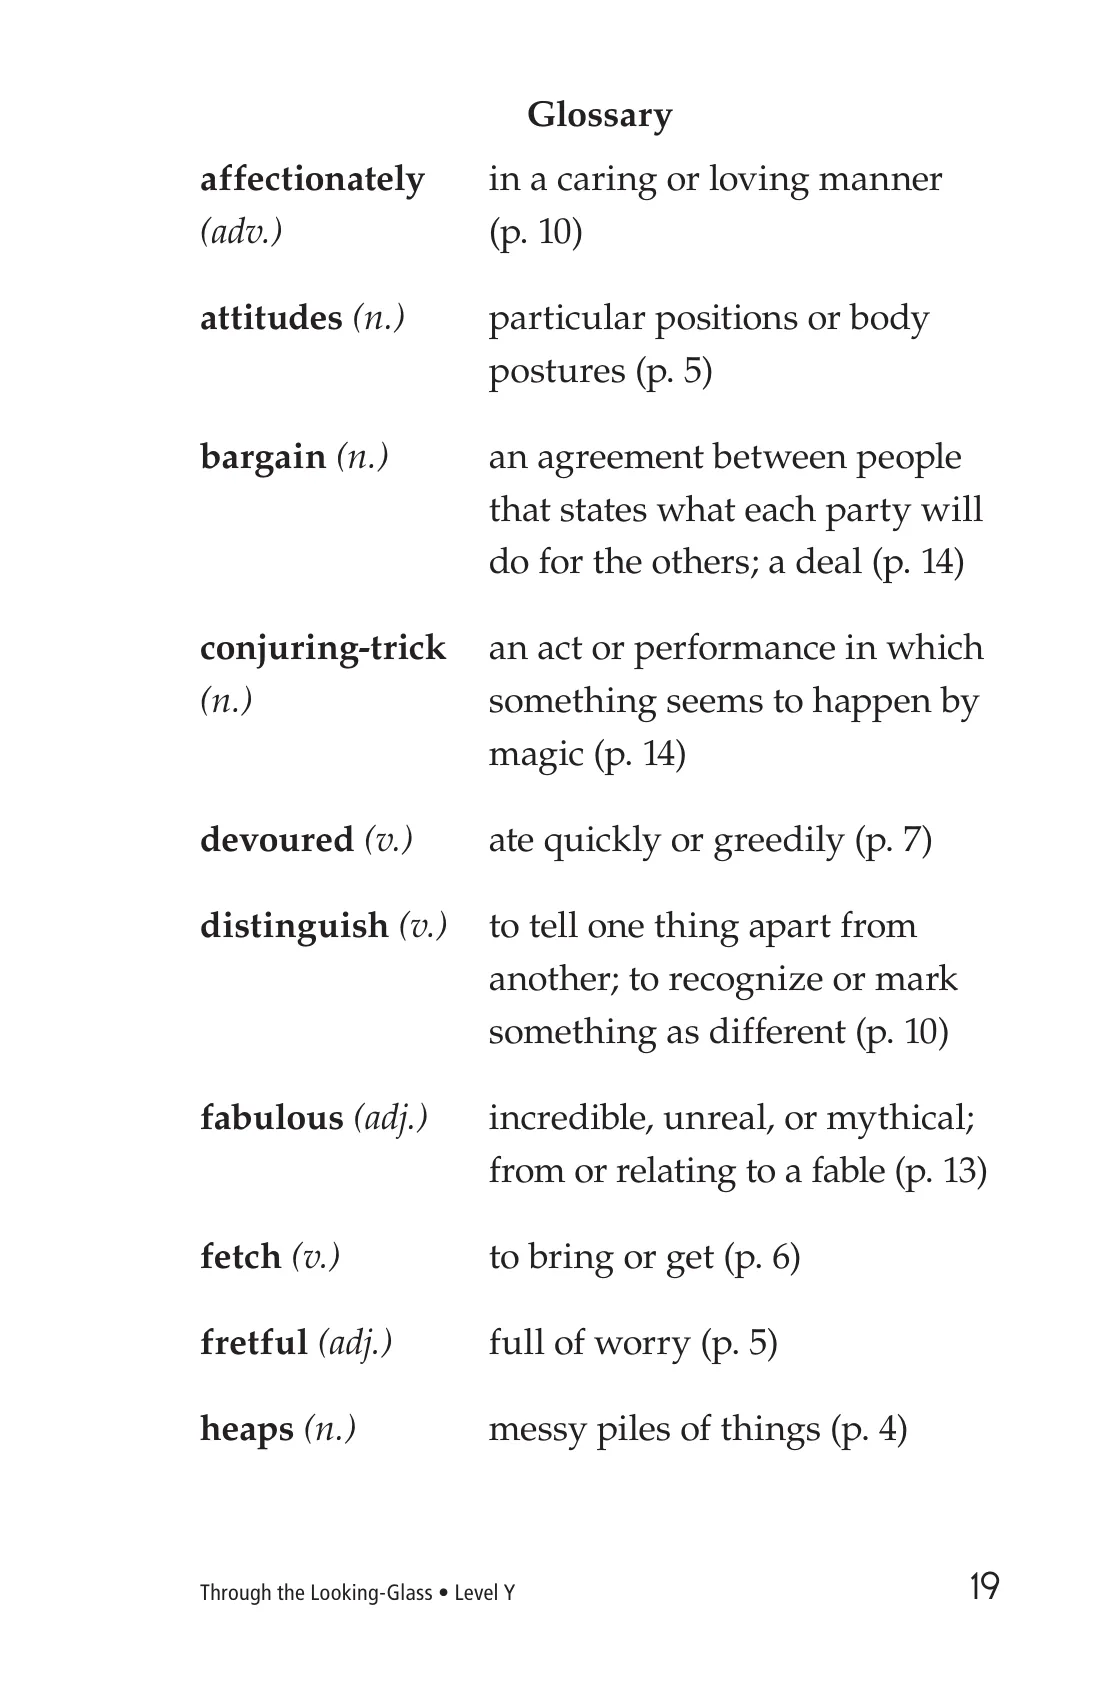 Glossary
affectionately in a caring or loving manner
(adv.) (p. 10)
attitudes (n.) particular positions or body
postures (p. 5)
bargain (n.) an agreement between people
that states what each party will
do for the others; a deal (p. 14)
conjuring-trick an act or performance in which
(n.) something seems to happen by
magic (p. 14)
devoured (v.) ate quickly or greedily (p. 7)
distinguish (v.) to tell one thing apart from
another; to recognize or mark
something as different (p. 10)
fabulous (adj.) incredible, unreal, or mythical;
from or relating to a fable (p. 13)
fetch (v.) to bring or get (p. 6)
fretful (adj.) full of worry (p. 5)
heaps (n.) messy piles of things (p. 4)
Through the Looking-Glass • Level Y 19